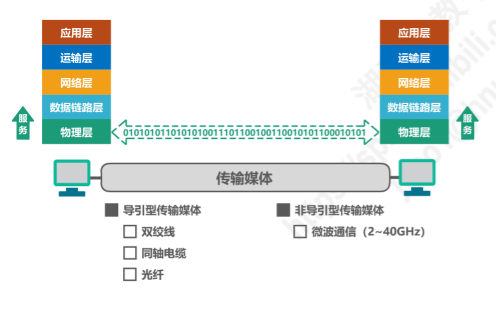 应用层 应用层
运输层 运输层
网络层 网络层
数据链路层 数据链路层
服务 物理层 010101011010101001110110010011001010110001010​1 物理层 服务
传输媒体
导引型传输媒体 非导引型传输媒体
双绞线 微波通信（2~40GHz）
同轴电缆
光纤